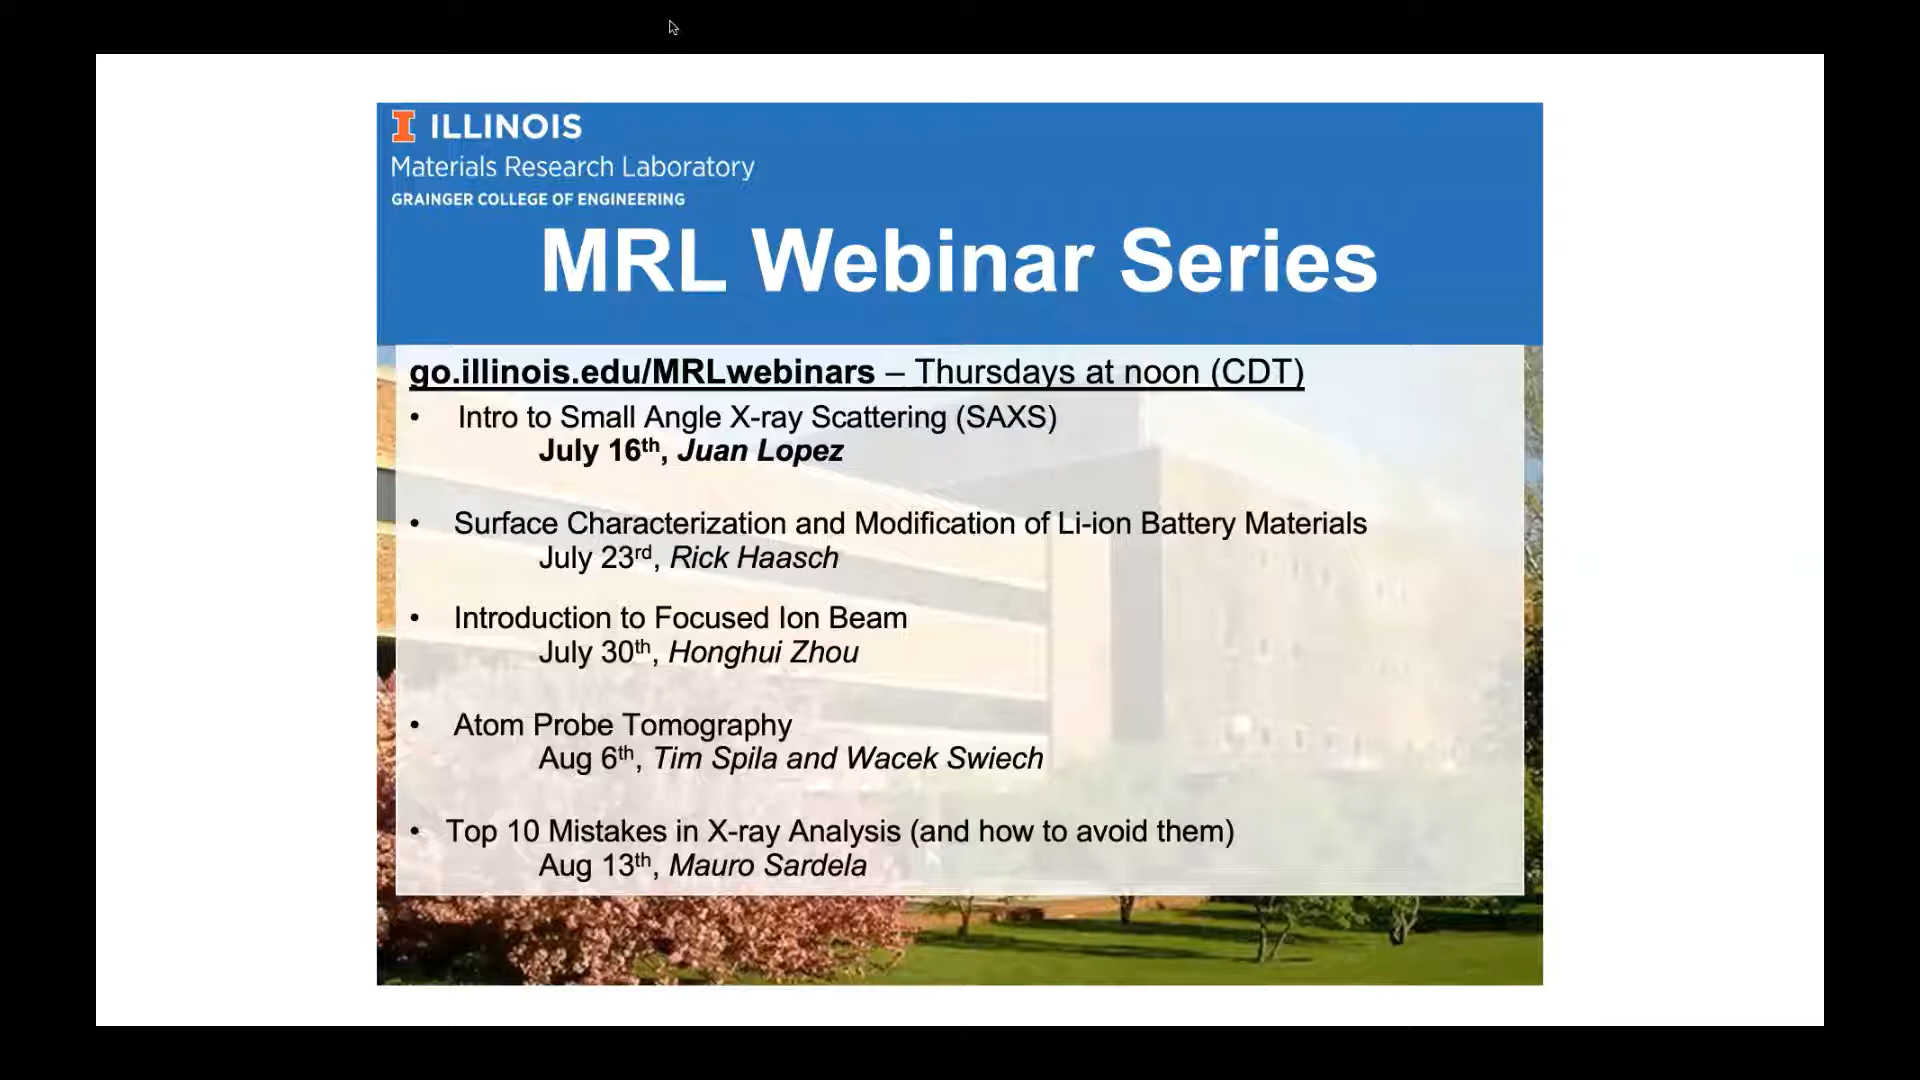 I ILLINOIS
Materials Research Laboratory
GRAINGER COLLEGE OF ENGINEERING
MRL Webinar Series
go.illinois.edu/MRLwebinars – Thursdays at noon (CDT)
• Intro to Small Angle X-ray Scattering (SAXS)
July 16th, Juan Lopez
• Surface Characterization and Modification of Li-ion Battery Materials
July 23rd, Rick Haasch
• Introduction to Focused Ion Beam
July 30th, Honghui Zhou
• Atom Probe Tomography
Aug 6th, Tim Spila and Wacek Swiech
• Top 10 Mistakes in X-ray Analysis (and how to avoid them)
Aug 13th, Mauro Sardela